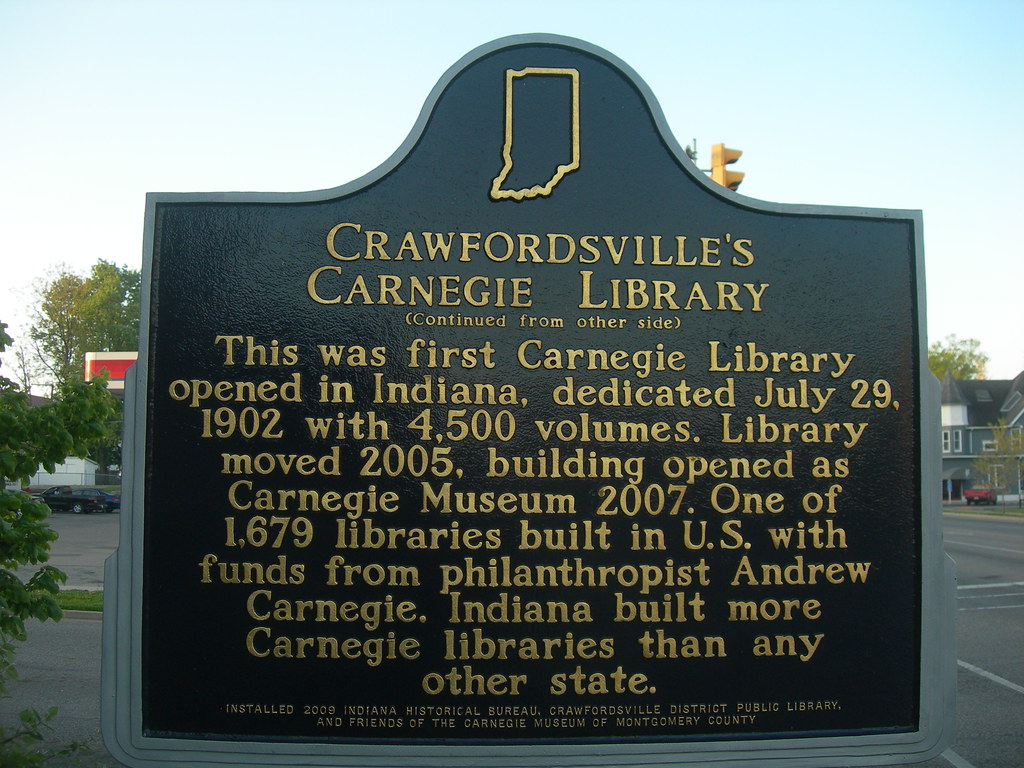 CRAWFORDSVILLE'S
CARNEGIE LIBRARY
(Continued from other side)
This was first Carnegie Library
opened in Indiana, dedicated July 29,
1902 with 4,500 volumes. Library
moved 2005, building opened as
Carnegie Museum 2007. One of
1,679 libraries built in U.S. with
funds from philanthropist Andrew
Carnegie. Indiana built more
Carnegie libraries than any
other state.
INSTALLED 2009 INDIANA HISTORICAL BUREAU, CRAWFORDSVILLE DISTRICT PUBLIC LIBRARY,
AND FRIENDS OF THE CARNEGIE MUSEUM OF MONTGOMERY COUNTY